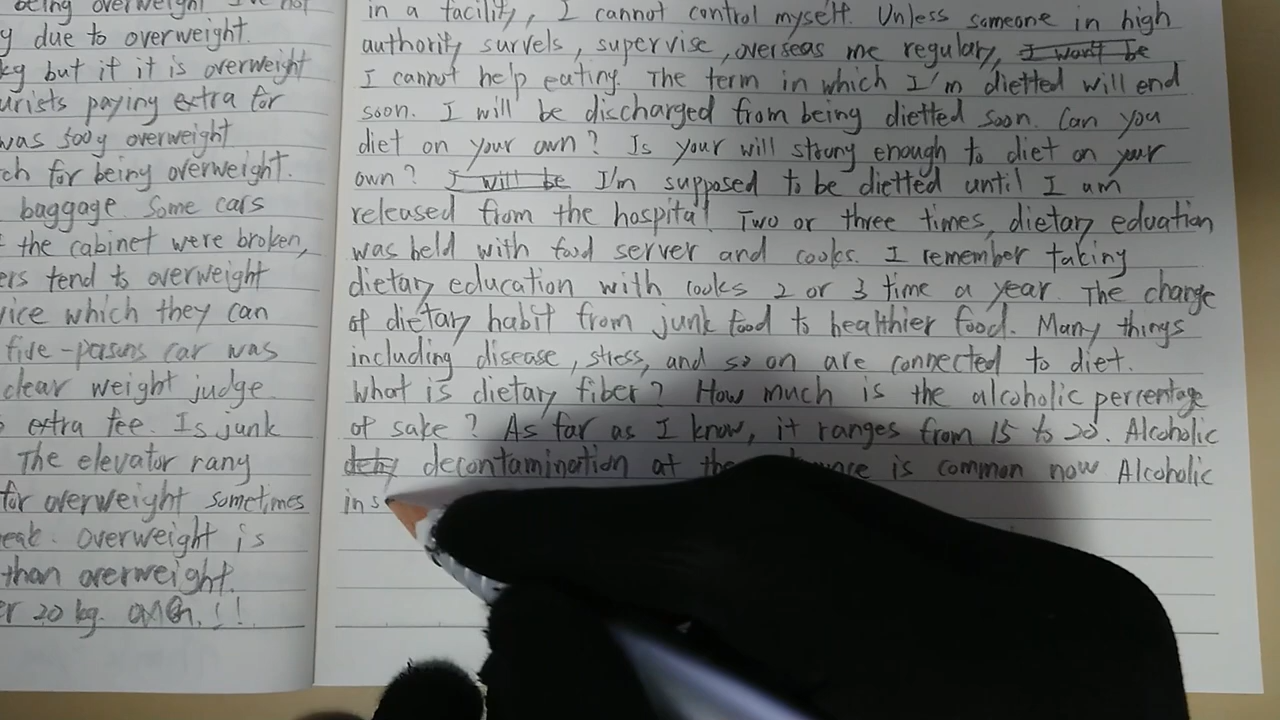 being overweight I've not
y due to overweight.
kg but if it is overweight
urists paying extra for
was 500g overweight
ch for being overweight.
baggage. Some cars
the cabinet were broken,
ers tend to overweight
vice which they can
five-persons car was
clear weight judge
extra fee. Is junk
The elevator rang
for overweight sometimes
eak. overweight is
than overweight.
er 20 kg. OMG.!!
in a facility, I cannot control myself. Unless someone in high
authority survels, supervise, overseas me regulary, I won't be
I cannot help eating. The term in which I'm dietted will end
soon. I will be discharged from being dietted soon. Can you
diet on your own? Is your will strong enough to diet on your
own? I will be I'm supposed to be dietted until I am
released from the hospital Two or three times, dietary eduation
was held with food server and cooks. I remember taking
dietary education with cooks 2 or 3 time a year. The change
of dietary habit from junk food to healthier food. Many things
including disease, stress, and so on are connected to diet.
What is dietary fiber? How much is the alcoholic percentage
of sake? As far as I know, it ranges from 15 to 20. Alcoholic
decontamination at the is common now Alcoholic
ins